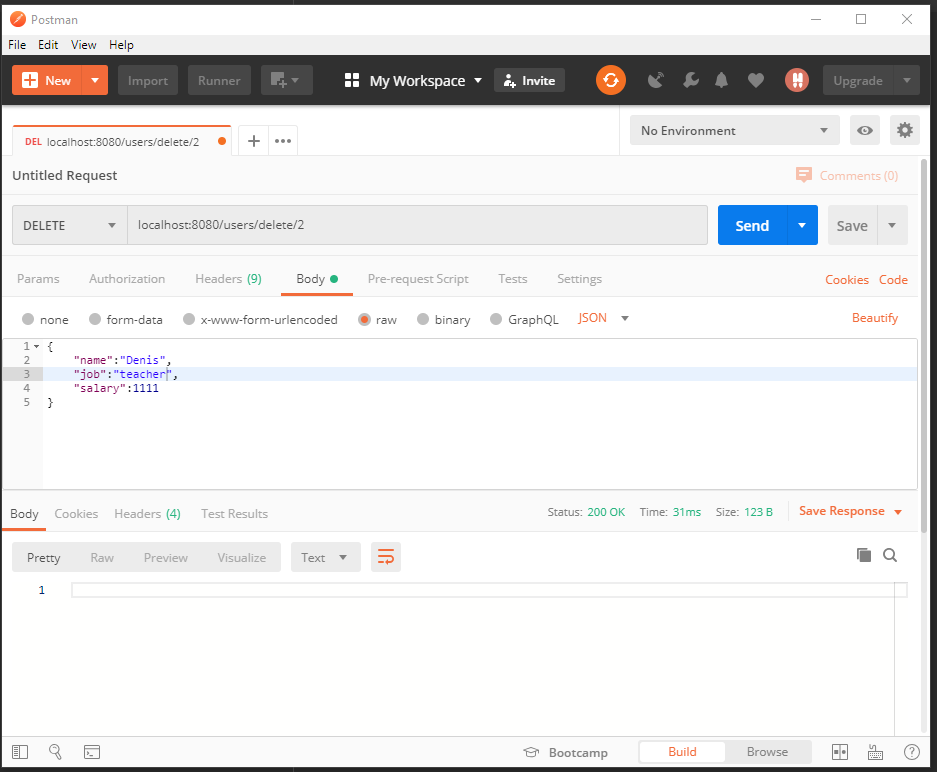 Postman
File Edit View Help
New Import Runner My Workspace Invite Upgrade
DEL localhost:8080/users/delete/2
No Environment
Untitled Request
Comments (0)
DELETE localhost:8080/users/delete/2 Send Save
Params Authorization Headers (9) Body Pre-request Script Tests Settings Cookies Code
none form-data x-www-form-urlencoded raw binary GraphQL JSON Beautify
1 {
2 "name":"Denis",
3 "job":"teacher",
4 "salary":1111
5 }
Body Cookies Headers (4) Test Results Status: 200 OK Time: 31ms Size: 123 B Save Response
Pretty Raw Preview Visualize Text
1
Bootcamp Build Browse